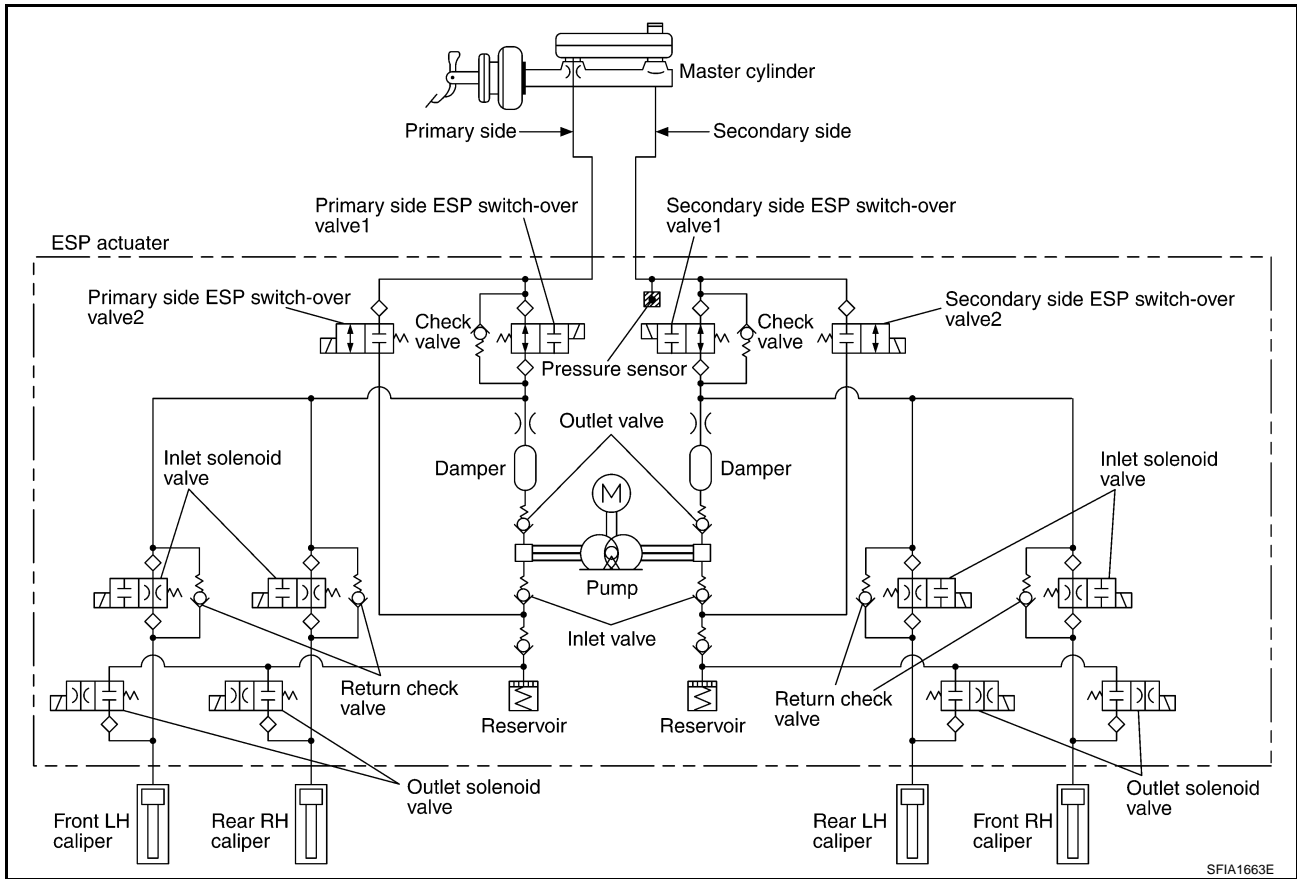 Master cylinder
Primary side
Secondary side
Primary side ESP switch-over
valve1
Secondary side ESP switch-over
valve1
ESP actuater
Primary side ESP switch-over
valve2
Check
valve
Check
valve
Secondary side ESP switch-over
valve2
Pressure sensor
Outlet valve
Inlet solenoid
valve
Damper
M
Damper
Inlet solenoid
valve
Pump
Inlet valve
Return check
valve
Reservoir
Reservoir
Return check
valve
Outlet solenoid
valve
Outlet solenoid
valve
Front LH
caliper
Rear RH
caliper
Rear LH
caliper
Front RH
caliper
SFIA1663E